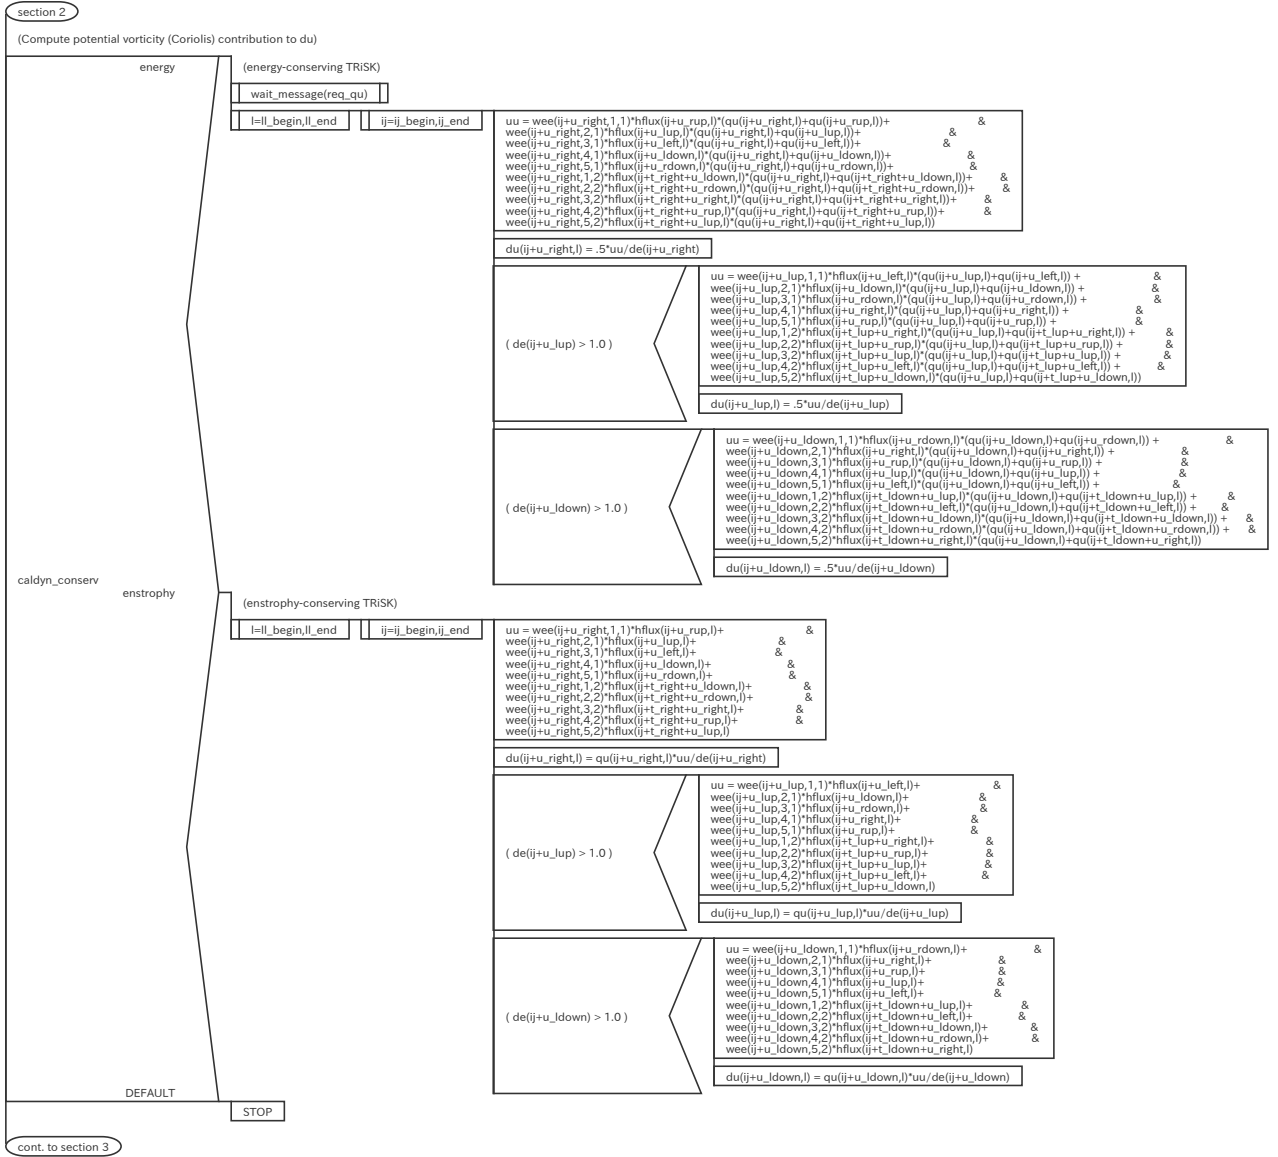 section 2
(Compute potential vorticity (Coriolis) contribution to du)
energy
(energy-conserving TRiSK)
wait_message(req_qu)
l=ll_begin,ll_end
ij=ij_begin,ij_end
uu = wee(ij+u_right,1,1)*hflux(ij+u_rup,l)*(qu(ij+u_right,l)+qu(ij+u_rup,l))+ &
wee(ij+u_right,2,1)*hflux(ij+u_lup,l)*(qu(ij+u_right,l)+qu(ij+u_lup,l))+ &
wee(ij+u_right,3,1)*hflux(ij+u_left,l)*(qu(ij+u_right,l)+qu(ij+u_left,l))+ &
wee(ij+u_right,4,1)*hflux(ij+u_ldown,l)*(qu(ij+u_right,l)+qu(ij+u_ldown,l))+ &
wee(ij+u_right,5,1)*hflux(ij+u_rdown,l)*(qu(ij+u_right,l)+qu(ij+u_rdown,l))+ &
wee(ij+u_right,1,2)*hflux(ij+t_right+u_ldown,l)*(qu(ij+u_right,l)+qu(ij+t_right+u_ldown,l))+ &
wee(ij+u_right,2,2)*hflux(ij+t_right+u_rdown,l)*(qu(ij+u_right,l)+qu(ij+t_right+u_rdown,l))+ &
wee(ij+u_right,3,2)*hflux(ij+t_right+u_right,l)*(qu(ij+u_right,l)+qu(ij+t_right+u_right,l))+ &
wee(ij+u_right,4,2)*hflux(ij+t_right+u_rup,l)*(qu(ij+u_right,l)+qu(ij+t_right+u_rup,l))+ &
wee(ij+u_right,5,2)*hflux(ij+t_right+u_lup,l)*(qu(ij+u_right,l)+qu(ij+t_right+u_lup,l))
du(ij+u_right,l) = .5*uu/de(ij+u_right)
( de(ij+u_lup) > 1.0 )
uu = wee(ij+u_lup,1,1)*hflux(ij+u_left,l)*(qu(ij+u_lup,l)+qu(ij+u_left,l)) + &
wee(ij+u_lup,2,1)*hflux(ij+u_ldown,l)*(qu(ij+u_lup,l)+qu(ij+u_ldown,l)) + &
wee(ij+u_lup,3,1)*hflux(ij+u_rdown,l)*(qu(ij+u_lup,l)+qu(ij+u_rdown,l)) + &
wee(ij+u_lup,4,1)*hflux(ij+u_right,l)*(qu(ij+u_lup,l)+qu(ij+u_right,l)) + &
wee(ij+u_lup,5,1)*hflux(ij+u_rup,l)*(qu(ij+u_lup,l)+qu(ij+u_rup,l)) + &
wee(ij+u_lup,1,2)*hflux(ij+t_lup+u_right,l)*(qu(ij+u_lup,l)+qu(ij+t_lup+u_right,l)) + &
wee(ij+u_lup,2,2)*hflux(ij+t_lup+u_rup,l)*(qu(ij+u_lup,l)+qu(ij+t_lup+u_rup,l)) + &
wee(ij+u_lup,3,2)*hflux(ij+t_lup+u_lup,l)*(qu(ij+u_lup,l)+qu(ij+t_lup+u_lup,l)) + &
wee(ij+u_lup,4,2)*hflux(ij+t_lup+u_left,l)*(qu(ij+u_lup,l)+qu(ij+t_lup+u_left,l)) + &
wee(ij+u_lup,5,2)*hflux(ij+t_lup+u_ldown,l)*(qu(ij+u_lup,l)+qu(ij+t_lup+u_ldown,l))
du(ij+u_lup,l) = .5*uu/de(ij+u_lup)
( de(ij+u_ldown) > 1.0 )
uu = wee(ij+u_ldown,1,1)*hflux(ij+u_rdown,l)*(qu(ij+u_ldown,l)+qu(ij+u_rdown,l)) + &
wee(ij+u_ldown,2,1)*hflux(ij+u_right,l)*(qu(ij+u_ldown,l)+qu(ij+u_right,l)) + &
wee(ij+u_ldown,3,1)*hflux(ij+u_rup,l)*(qu(ij+u_ldown,l)+qu(ij+u_rup,l)) + &
wee(ij+u_ldown,4,1)*hflux(ij+u_lup,l)*(qu(ij+u_ldown,l)+qu(ij+u_lup,l)) + &
wee(ij+u_ldown,5,1)*hflux(ij+u_left,l)*(qu(ij+u_ldown,l)+qu(ij+u_left,l)) + &
wee(ij+u_ldown,1,2)*hflux(ij+t_ldown+u_lup,l)*(qu(ij+u_ldown,l)+qu(ij+t_ldown+u_lup,l)) + &
wee(ij+u_ldown,2,2)*hflux(ij+t_ldown+u_left,l)*(qu(ij+u_ldown,l)+qu(ij+t_ldown+u_left,l)) + &
wee(ij+u_ldown,3,2)*hflux(ij+t_ldown+u_ldown,l)*(qu(ij+u_ldown,l)+qu(ij+t_ldown+u_ldown,l)) + &
wee(ij+u_ldown,4,2)*hflux(ij+t_ldown+u_rdown,l)*(qu(ij+u_ldown,l)+qu(ij+t_ldown+u_rdown,l)) + &
wee(ij+u_ldown,5,2)*hflux(ij+t_ldown+u_right,l)*(qu(ij+u_ldown,l)+qu(ij+t_ldown+u_right,l))
du(ij+u_ldown,l) = .5*uu/de(ij+u_ldown)
caldyn_conserv
enstrophy
(enstrophy-conserving TRiSK)
l=ll_begin,ll_end
ij=ij_begin,ij_end
uu = wee(ij+u_right,1,1)*hflux(ij+u_rup,l)+ &
wee(ij+u_right,2,1)*hflux(ij+u_lup,l)+ &
wee(ij+u_right,3,1)*hflux(ij+u_left,l)+ &
wee(ij+u_right,4,1)*hflux(ij+u_ldown,l)+ &
wee(ij+u_right,5,1)*hflux(ij+u_rdown,l)+ &
wee(ij+u_right,1,2)*hflux(ij+t_right+u_ldown,l)+ &
wee(ij+u_right,2,2)*hflux(ij+t_right+u_rdown,l)+ &
wee(ij+u_right,3,2)*hflux(ij+t_right+u_right,l)+ &
wee(ij+u_right,4,2)*hflux(ij+t_right+u_rup,l)+ &
wee(ij+u_right,5,2)*hflux(ij+t_right+u_lup,l)
du(ij+u_right,l) = qu(ij+u_right,l)*uu/de(ij+u_right)
( de(ij+u_lup) > 1.0 )
uu = wee(ij+u_lup,1,1)*hflux(ij+u_left,l)+ &
wee(ij+u_lup,2,1)*hflux(ij+u_ldown,l)+ &
wee(ij+u_lup,3,1)*hflux(ij+u_rdown,l)+ &
wee(ij+u_lup,4,1)*hflux(ij+u_right,l)+ &
wee(ij+u_lup,5,1)*hflux(ij+u_rup,l)+ &
wee(ij+u_lup,1,2)*hflux(ij+t_lup+u_right,l)+ &
wee(ij+u_lup,2,2)*hflux(ij+t_lup+u_rup,l)+ &
wee(ij+u_lup,3,2)*hflux(ij+t_lup+u_lup,l)+ &
wee(ij+u_lup,4,2)*hflux(ij+t_lup+u_left,l)+ &
wee(ij+u_lup,5,2)*hflux(ij+t_lup+u_ldown,l)
du(ij+u_lup,l) = qu(ij+u_lup,l)*uu/de(ij+u_lup)
( de(ij+u_ldown) > 1.0 )
uu = wee(ij+u_ldown,1,1)*hflux(ij+u_rdown,l)+ &
wee(ij+u_ldown,2,1)*hflux(ij+u_right,l)+ &
wee(ij+u_ldown,3,1)*hflux(ij+u_rup,l)+ &
wee(ij+u_ldown,4,1)*hflux(ij+u_lup,l)+ &
wee(ij+u_ldown,5,1)*hflux(ij+u_left,l)+ &
wee(ij+u_ldown,1,2)*hflux(ij+t_ldown+u_lup,l)+ &
wee(ij+u_ldown,2,2)*hflux(ij+t_ldown+u_left,l)+ &
wee(ij+u_ldown,3,2)*hflux(ij+t_ldown+u_ldown,l)+ &
wee(ij+u_ldown,4,2)*hflux(ij+t_ldown+u_rdown,l)+ &
wee(ij+u_ldown,5,2)*hflux(ij+t_ldown+u_right,l)
du(ij+u_ldown,l) = qu(ij+u_ldown,l)*uu/de(ij+u_ldown)
DEFAULT
STOP
cont. to section 3